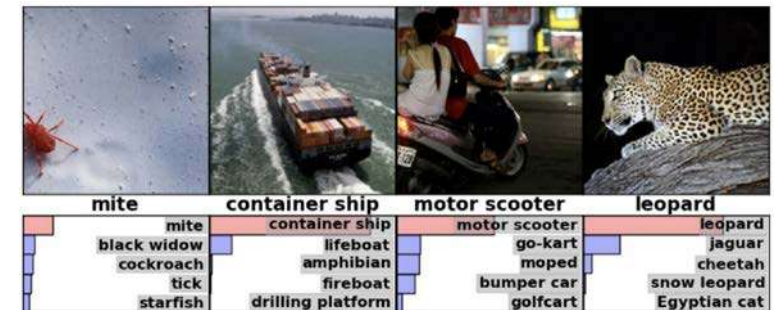 mite container ship motor scooter leopard
mite container ship motor scooter leopard
black widow lifeboat go-kart jaguar
cockroach amphibian moped cheetah
tick fireboat bumper car snow leopard
starfish drilling platform golfcart Egyptian cat